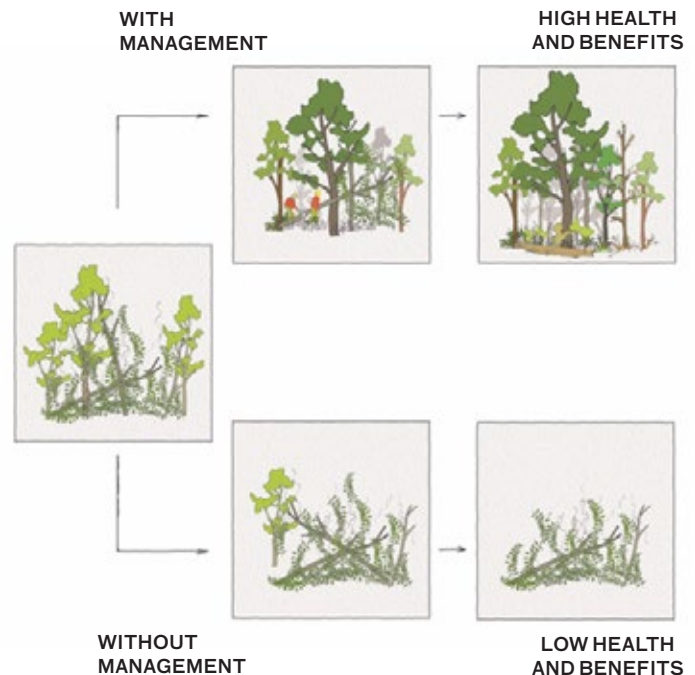 WITH
MANAGEMENT
HIGH HEALTH
AND BENEFITS
WITHOUT
MANAGEMENT
LOW HEALTH
AND BENEFITS